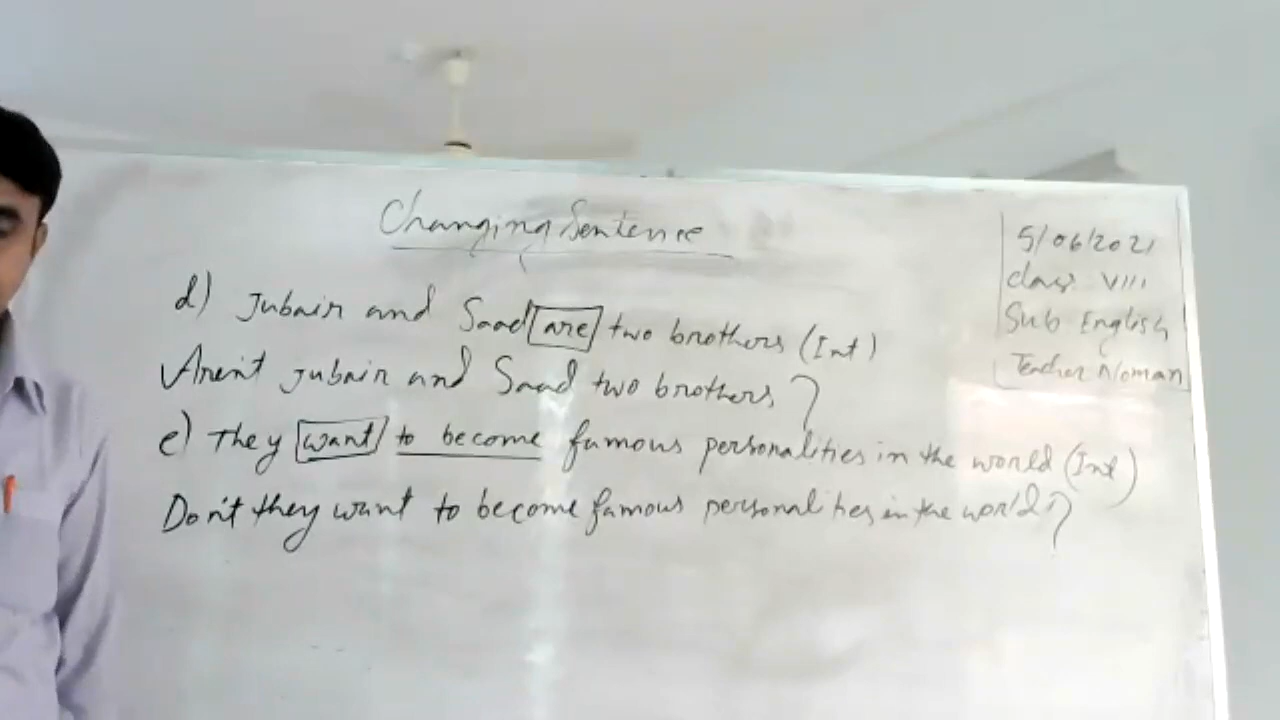 Changing Sentence
5/06/2021
class VIII
Sub English
Teacher Noman
d) Jubair and Saad are two brothers (Int)
Aren't jubair and Saad two brothers ?
e) They want to become famous personalities in the world (Int)
Don't they want to become famous personalities in the world ?